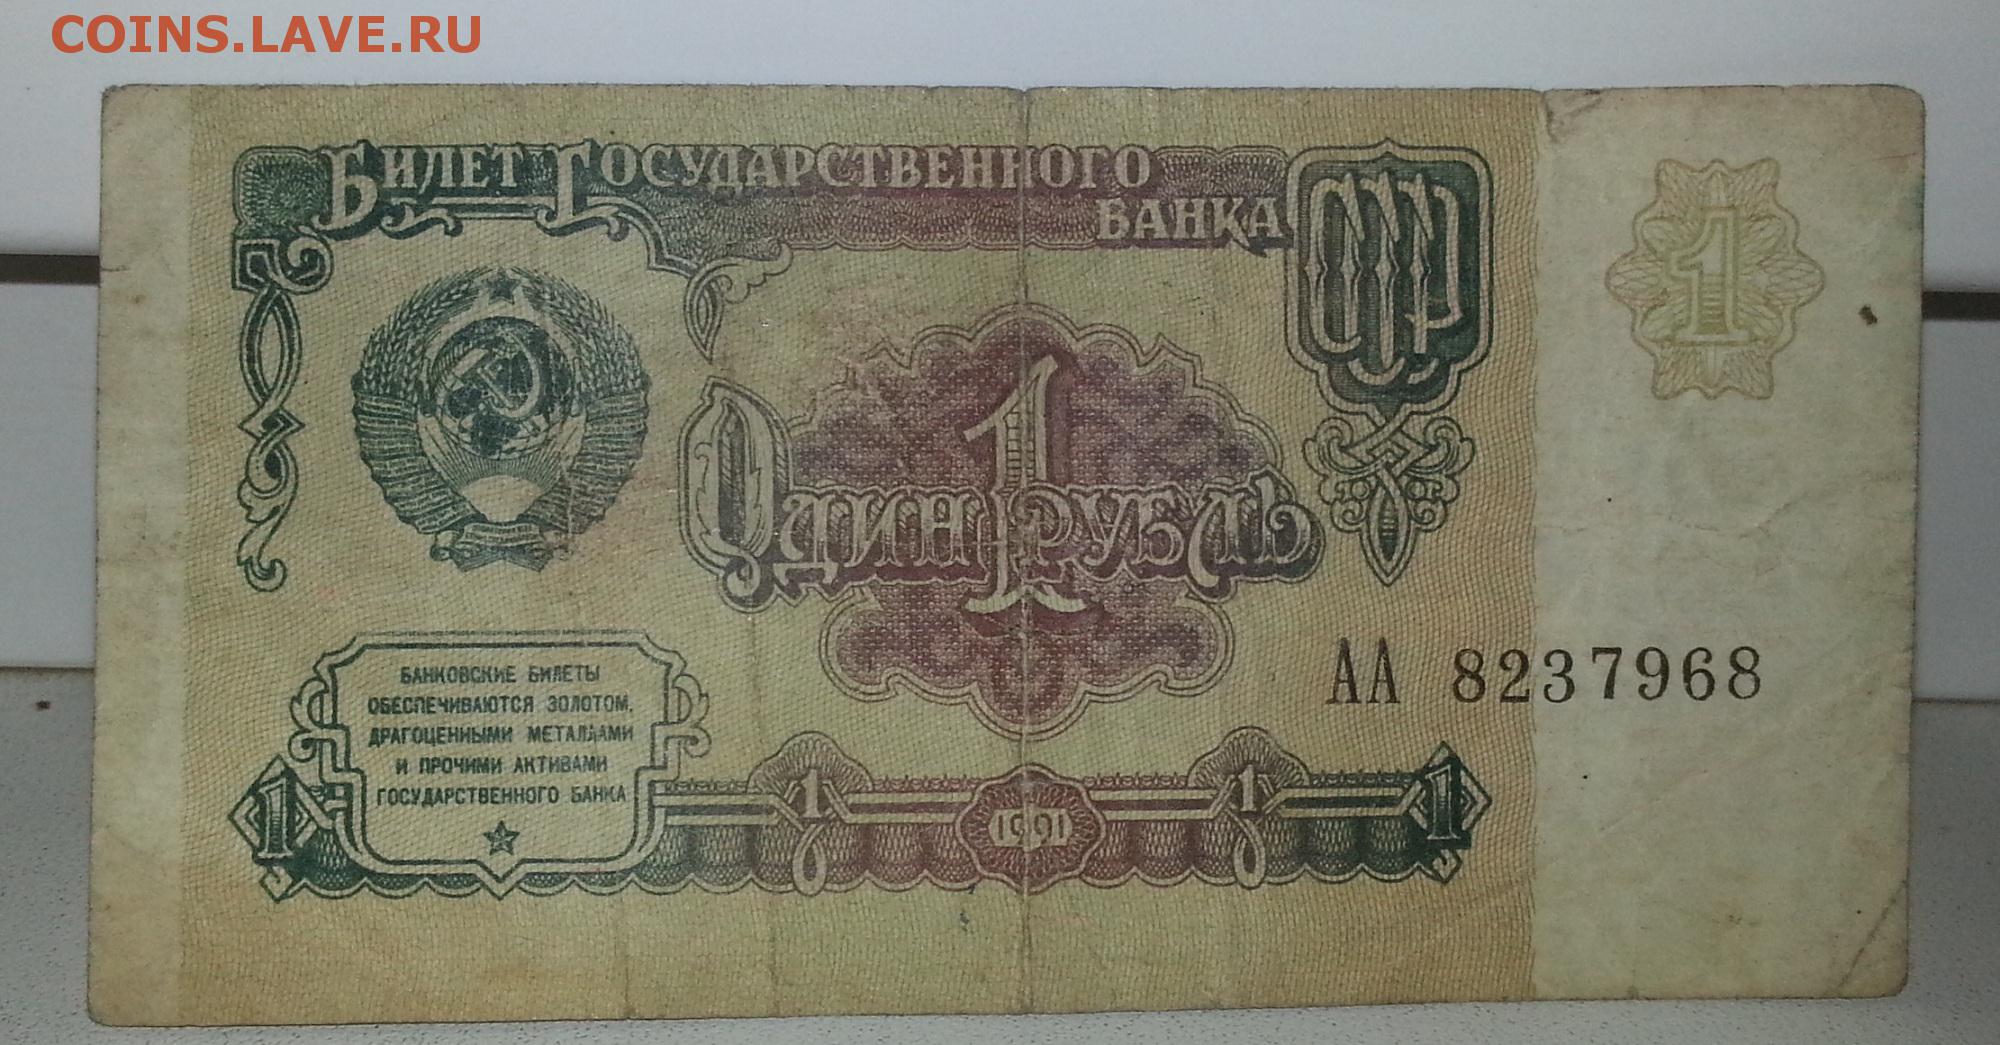 COINS.LAVE.RU
БИЛЕТ ГОСУДАРСТВЕННОГО
БАНКА
СССР
1
1
ОДИН РУБЛЬ
АА 8237968
БАНКОВСКИЕ БИЛЕТЫ
ОБЕСПЕЧИВАЮТСЯ ЗОЛОТОМ,
ДРАГОЦЕННЫМИ МЕТАЛЛАМИ
И ПРОЧИМИ АКТИВАМИ
ГОСУДАРСТВЕННОГО БАНКА
1 1 1991 1 1